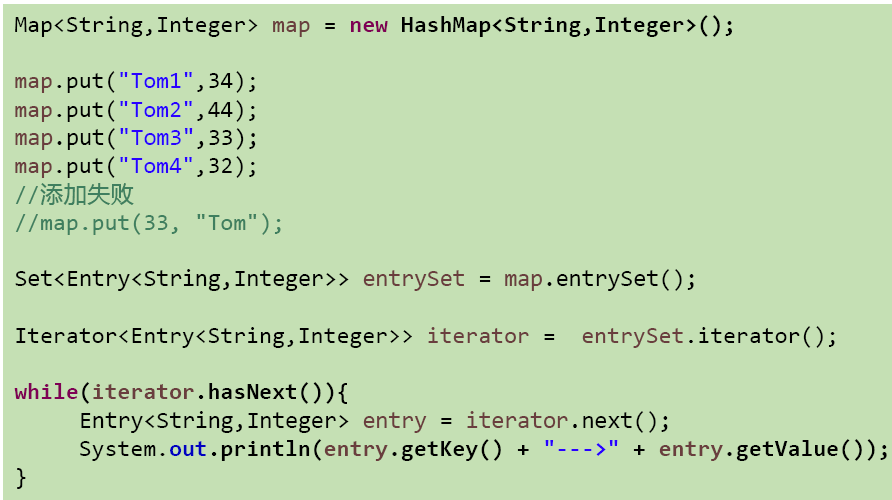 Map<String,Integer> map = new HashMap<String,Integer>();
map.put("Tom1",34);
map.put("Tom2",44);
map.put("Tom3",33);
map.put("Tom4",32);
//添加失败
//map.put(33, "Tom");
Set<Entry<String,Integer>> entrySet = map.entrySet();
Iterator<Entry<String,Integer>> iterator =  entrySet.iterator();
while(iterator.hasNext()){
     Entry<String,Integer> entry = iterator.next();
     System.out.println(entry.getKey() + "--->" + entry.getValue());
}